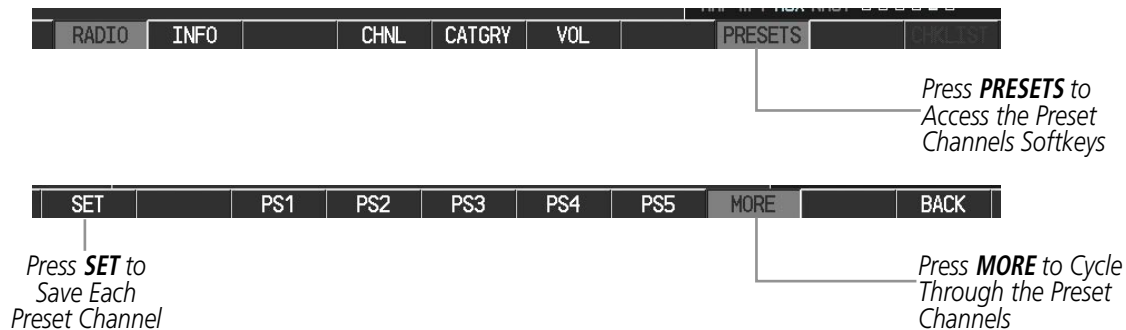 RADIO INFO CHNL CATGRY VOL PRESETS CHKLIST
Press PRESETS to
Access the Preset
Channels Softkeys
SET PS1 PS2 PS3 PS4 PS5 MORE BACK
Press SET to
Save Each
Preset Channel
Press MORE to Cycle
Through the Preset
Channels